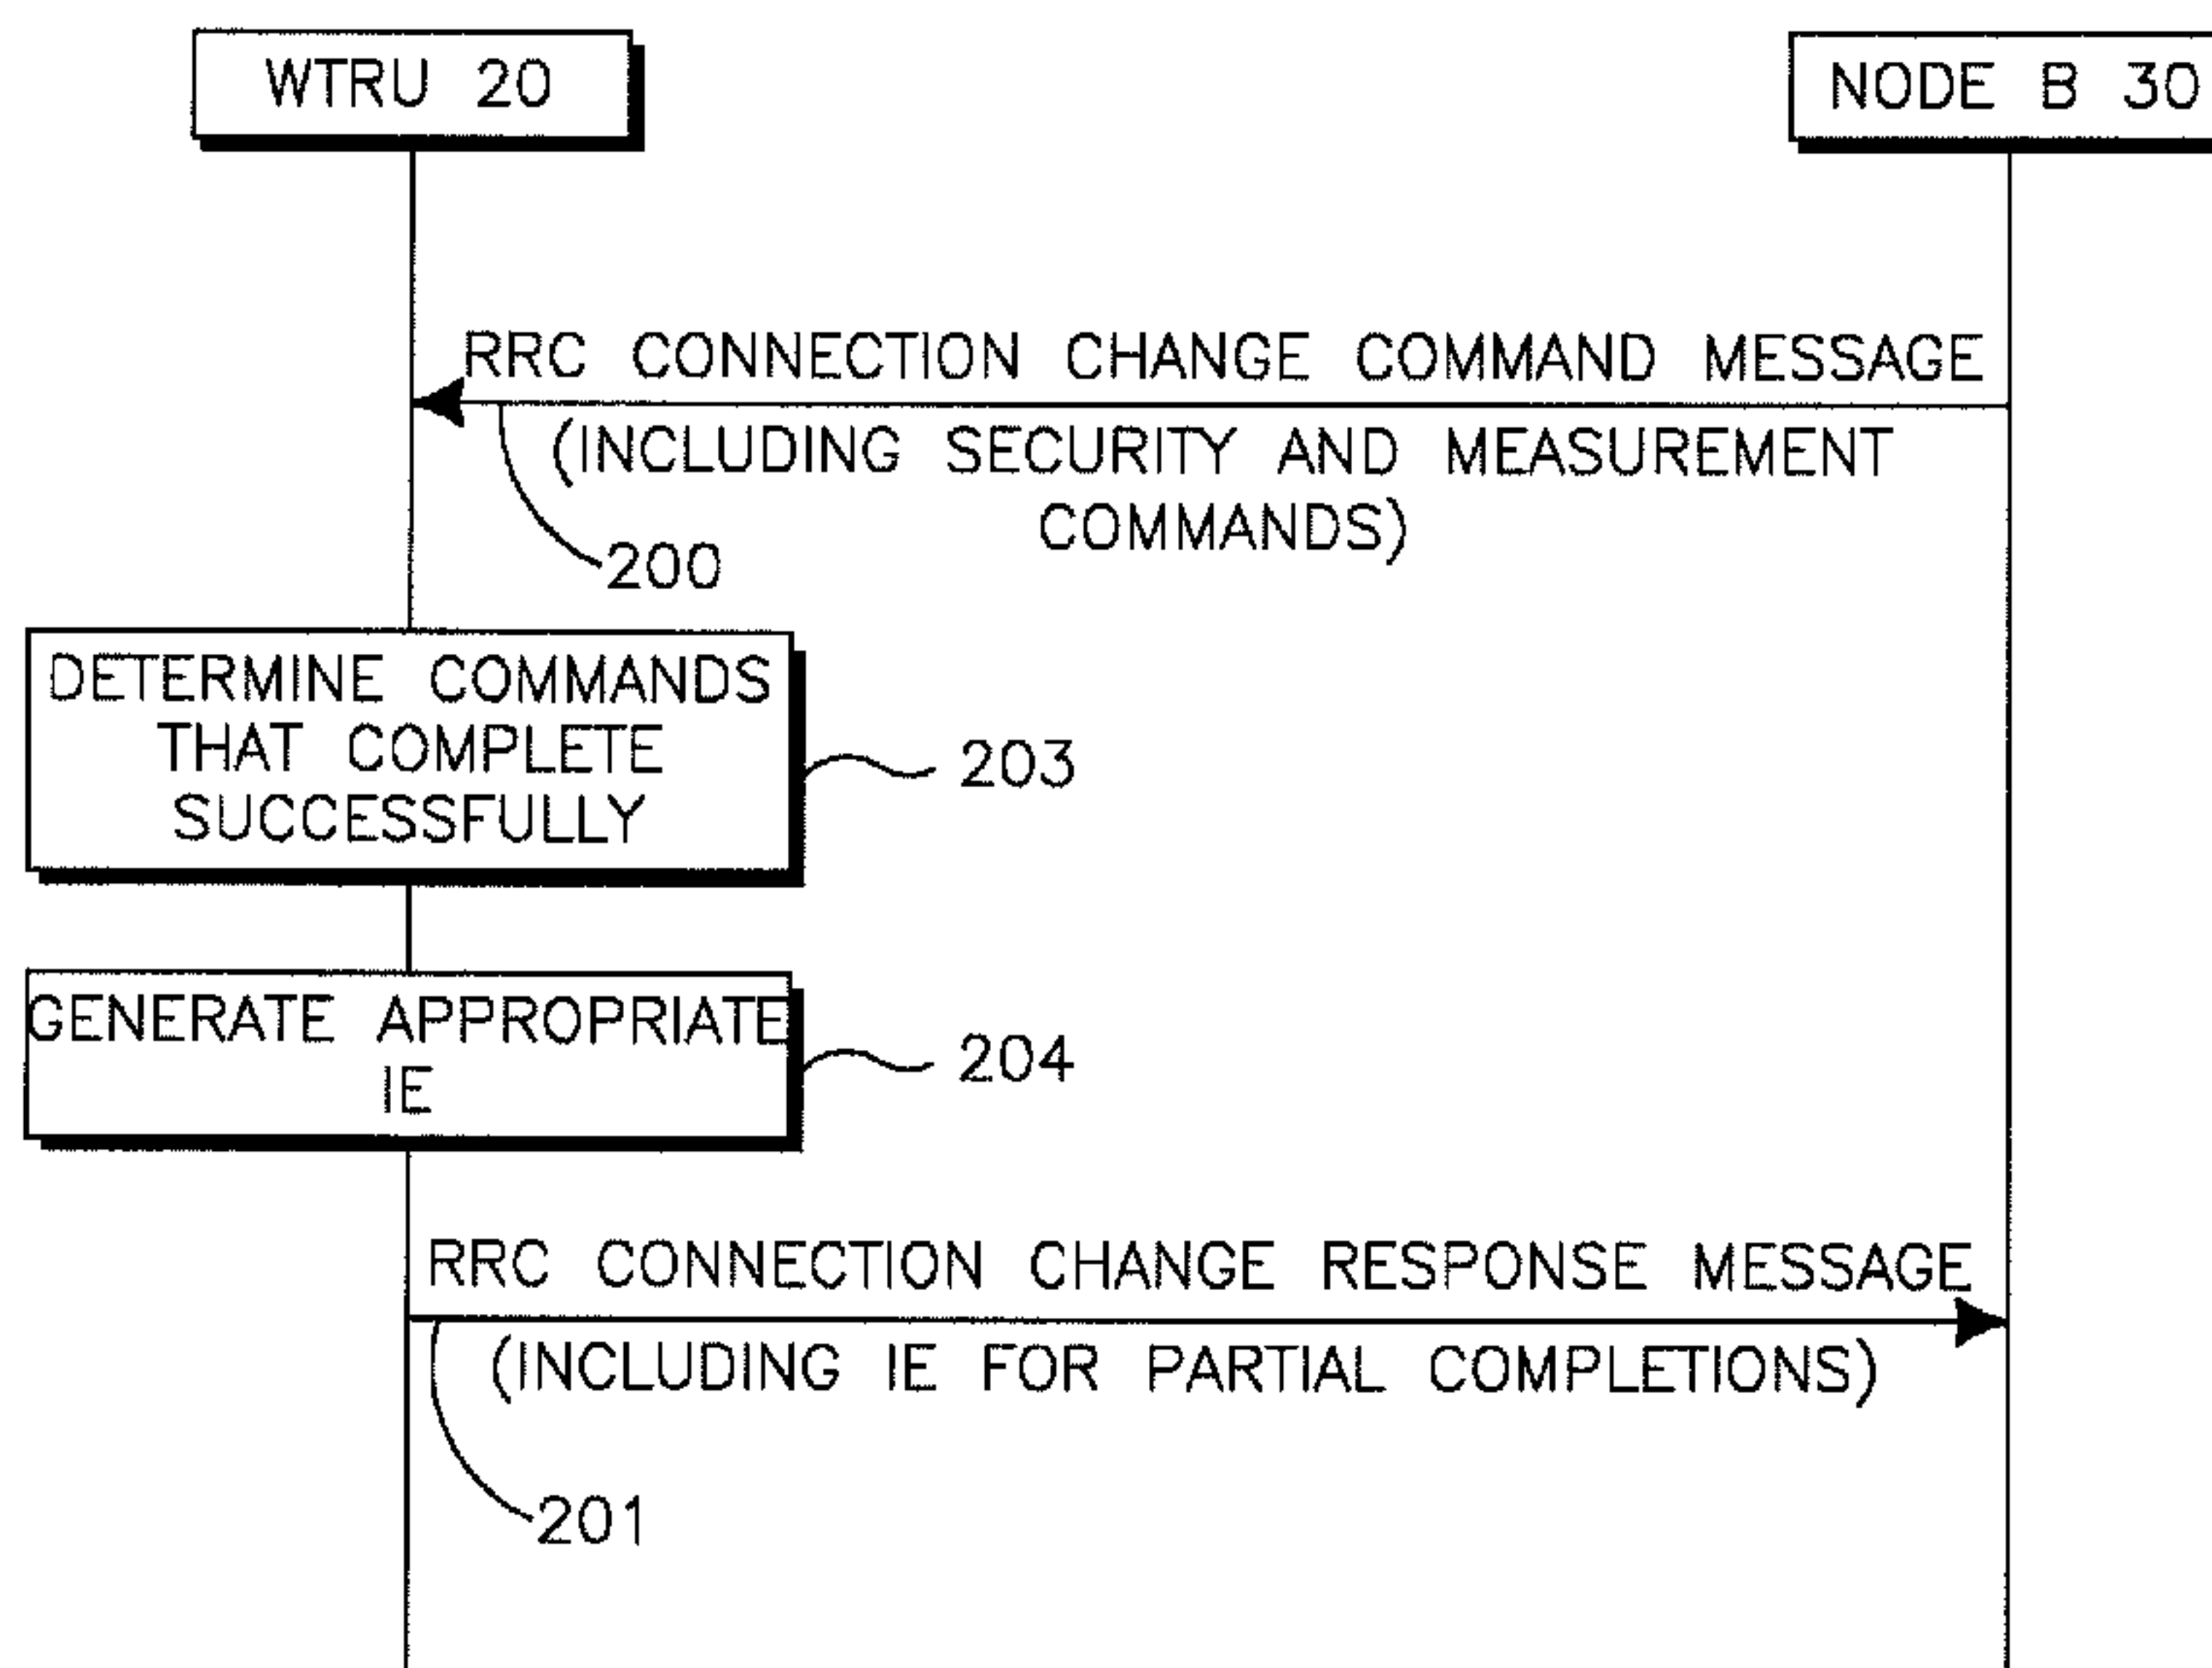 WTRU 20
NODE B 30
RRC CONNECTION CHANGE COMMAND MESSAGE
(INCLUDING SECURITY AND MEASUREMENT
COMMANDS)
200
DETERMINE COMMANDS
THAT COMPLETE
SUCCESSFULLY
203
GENERATE APPROPRIATE
IE
204
RRC CONNECTION CHANGE RESPONSE MESSAGE
(INCLUDING IE FOR PARTIAL COMPLETIONS)
201